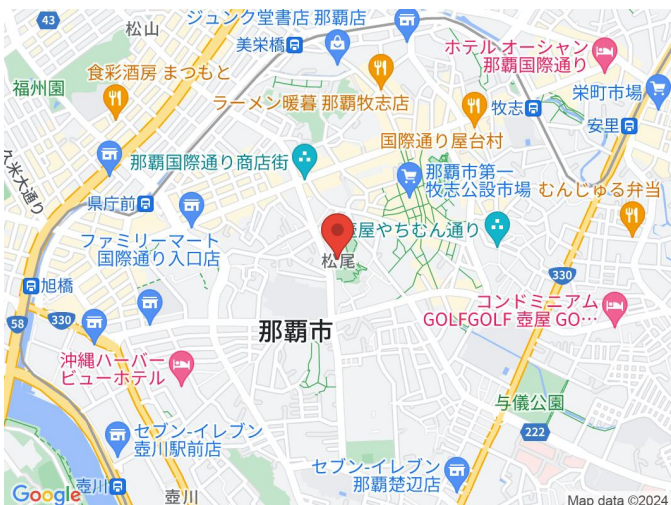 ジュンク堂書店 那覇店
43
松山
美栄橋
ホテル オーシャン
那覇国際通り
福州園
食彩酒房 まつもと
ラーメン暖暮 那覇牧志店
牧志
栄町市場
安里
国際通り屋台村
久米大通り
那覇国際通り商店街
那覇市第一
牧志公設市場
むんじゅる弁当
県庁前
ファミリーマート
国際通り入口店
壺屋やちむん通り
松尾
旭橋
330
58
330
那覇市
コンドミニアム
GOLFGOLF 壺屋 GO…
沖縄ハーバー
ビューホテル
与儀公園
222
セブン-イレブン
壺川駅前店
セブン-イレブン
那覇楚辺店
壺川
壺川
Google
Map data ©2024